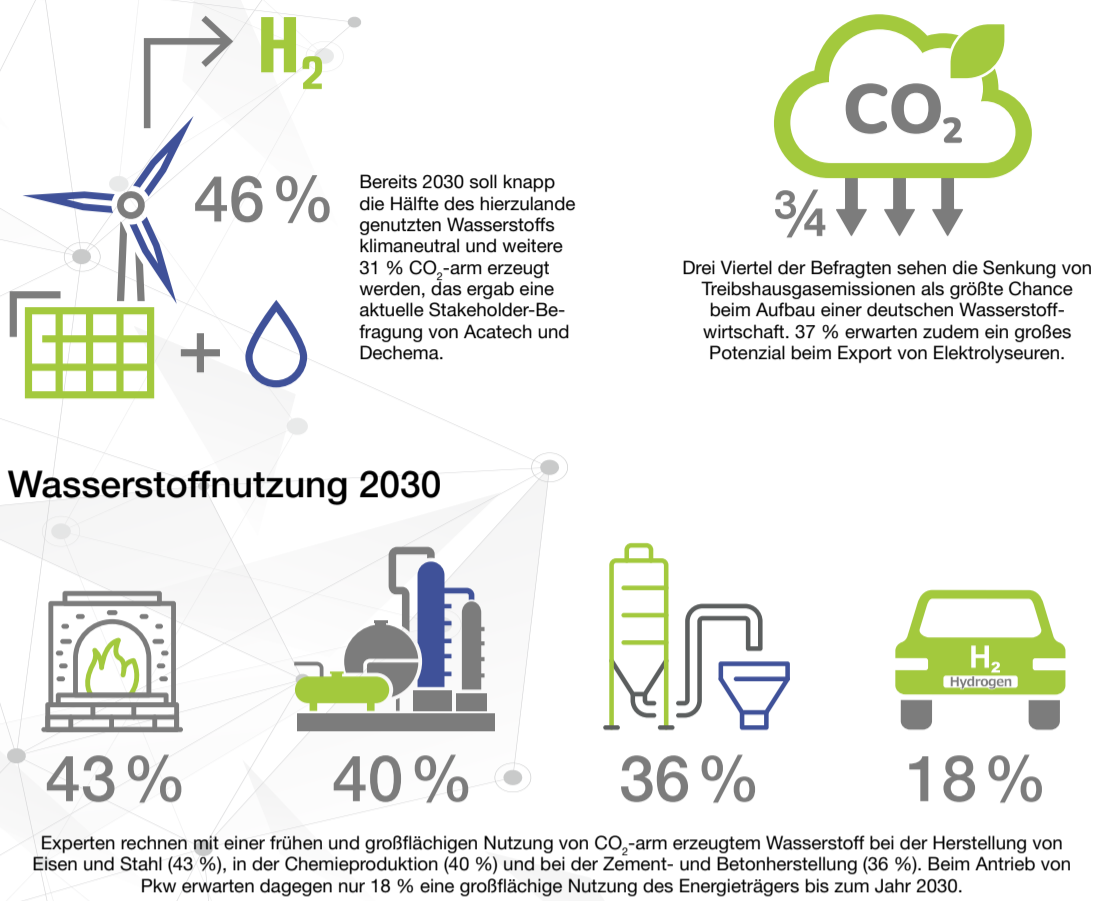 H₂
46 %
Bereits 2030 soll knapp
die Hälfte des hierzulande
genutzten Wasserstoffs
klimaneutral und weitere
31 % CO₂-arm erzeugt
werden, das ergab eine
aktuelle Stakeholder-Be-
fragung von Acatech und
Dechema.
CO₂
¾
Drei Viertel der Befragten sehen die Senkung von
Treibshausgasemissionen als größte Chance
beim Aufbau einer deutschen Wasserstoff-
wirtschaft. 37 % erwarten zudem ein großes
Potenzial beim Export von Elektrolyseuren.
Wasserstoffnutzung 2030
H₂
Hydrogen
43 %
40 %
36 %
18 %
Experten rechnen mit einer frühen und großflächigen Nutzung von CO₂-arm erzeugtem Wasserstoff bei der Herstellung von
Eisen und Stahl (43 %), in der Chemieproduktion (40 %) und bei der Zement- und Betonherstellung (36 %). Beim Antrieb von
Pkw erwarten dagegen nur 18 % eine großflächige Nutzung des Energieträgers bis zum Jahr 2030.